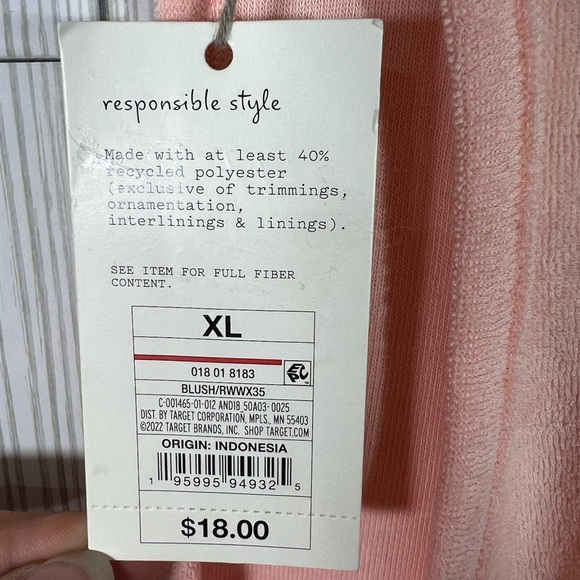 responsible style
Made with at least 40%
recycled polyester
(exclusive of trimmings,
ornamentation,
interlinings & linings).
SEE ITEM FOR FULL FIBER
CONTENT.
XL
018 01 8183
EPC
BLUSH/RWWX35
C-001465-01-012 AND18_50A03-0025
DIST. BY TARGET CORPORATION, MPLS., MN 55403
©2022 TARGET BRANDS, INC. SHOP TARGET.COM
ORIGIN: INDONESIA
1 95995 94932 5
$18.00